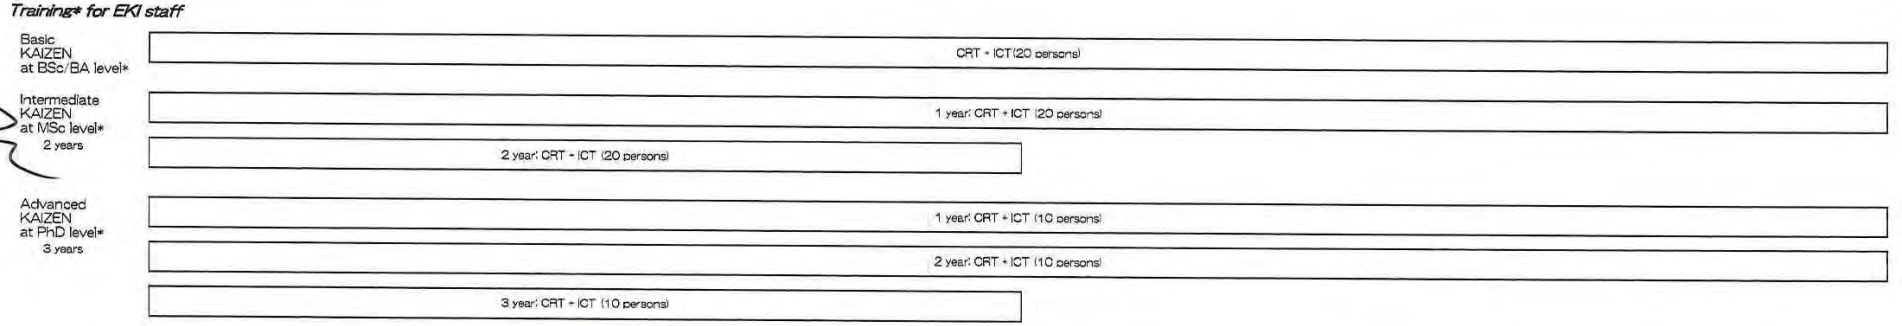 Training* for EKI staff
Basic
KAIZEN
at BSc/BA level*
CRT + ICT(20 persons)
Intermediate
KAIZEN
at MSc level*
2 years
1 year: CRT + ICT (20 persons)
2 year: CRT + ICT (20 persons)
Advanced
KAIZEN
at PhD level*
3 years
1 year: CRT + ICT (10 persons)
2 year: CRT + ICT (10 persons)
3 year: CRT + ICT (10 persons)